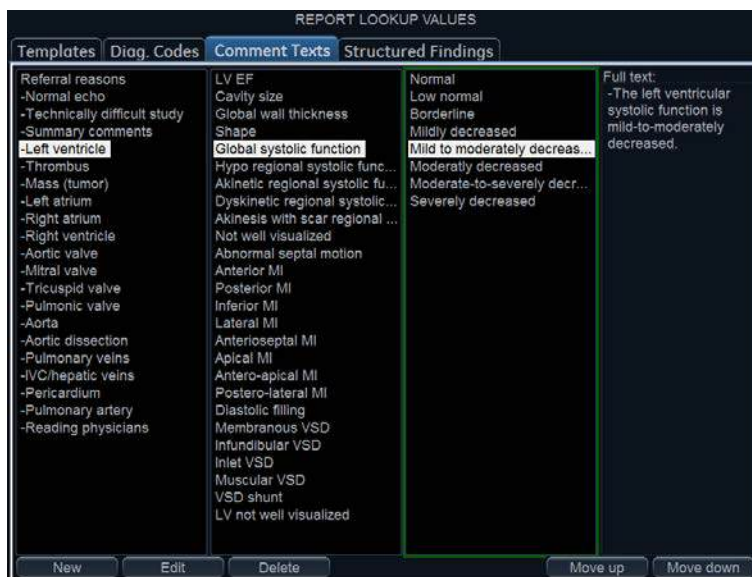 REPORT LOOKUP VALUES
Templates
Diag. Codes
Comment Texts
Structured Findings
Referral reasons
-Normal echo
-Technically difficult study
-Summary comments
-Left ventricle
-Thrombus
-Mass (tumor)
-Left atrium
-Right atrium
-Right ventricle
-Aortic valve
-Mitral valve
-Tricuspid valve
-Pulmonic valve
-Aorta
-Aortic dissection
-Pulmonary veins
-IVC/hepatic veins
-Pericardium
-Pulmonary artery
-Reading physicians
LV EF
Cavity size
Global wall thickness
Shape
Global systolic function
Hypo regional systolic func...
Akinetic regional systolic fu...
Dyskinetic regional systolic...
Akinesis with scar regional ...
Not well visualized
Abnormal septal motion
Anterior MI
Posterior MI
Inferior MI
Lateral MI
Anterioseptal MI
Apical MI
Antero-apical MI
Postero-lateral MI
Diastolic filling
Membranous VSD
Infundibular VSD
Inlet VSD
Muscular VSD
VSD shunt
LV not well visualized
Normal
Low normal
Borderline
Mildly decreased
Mild to moderately decreas...
Moderatly decreased
Moderate-to-severely decr...
Severely decreased
Full text:
-The left ventricular
systolic function is
mild-to-moderately
decreased.
New
Edit
Delete
Move up
Move down